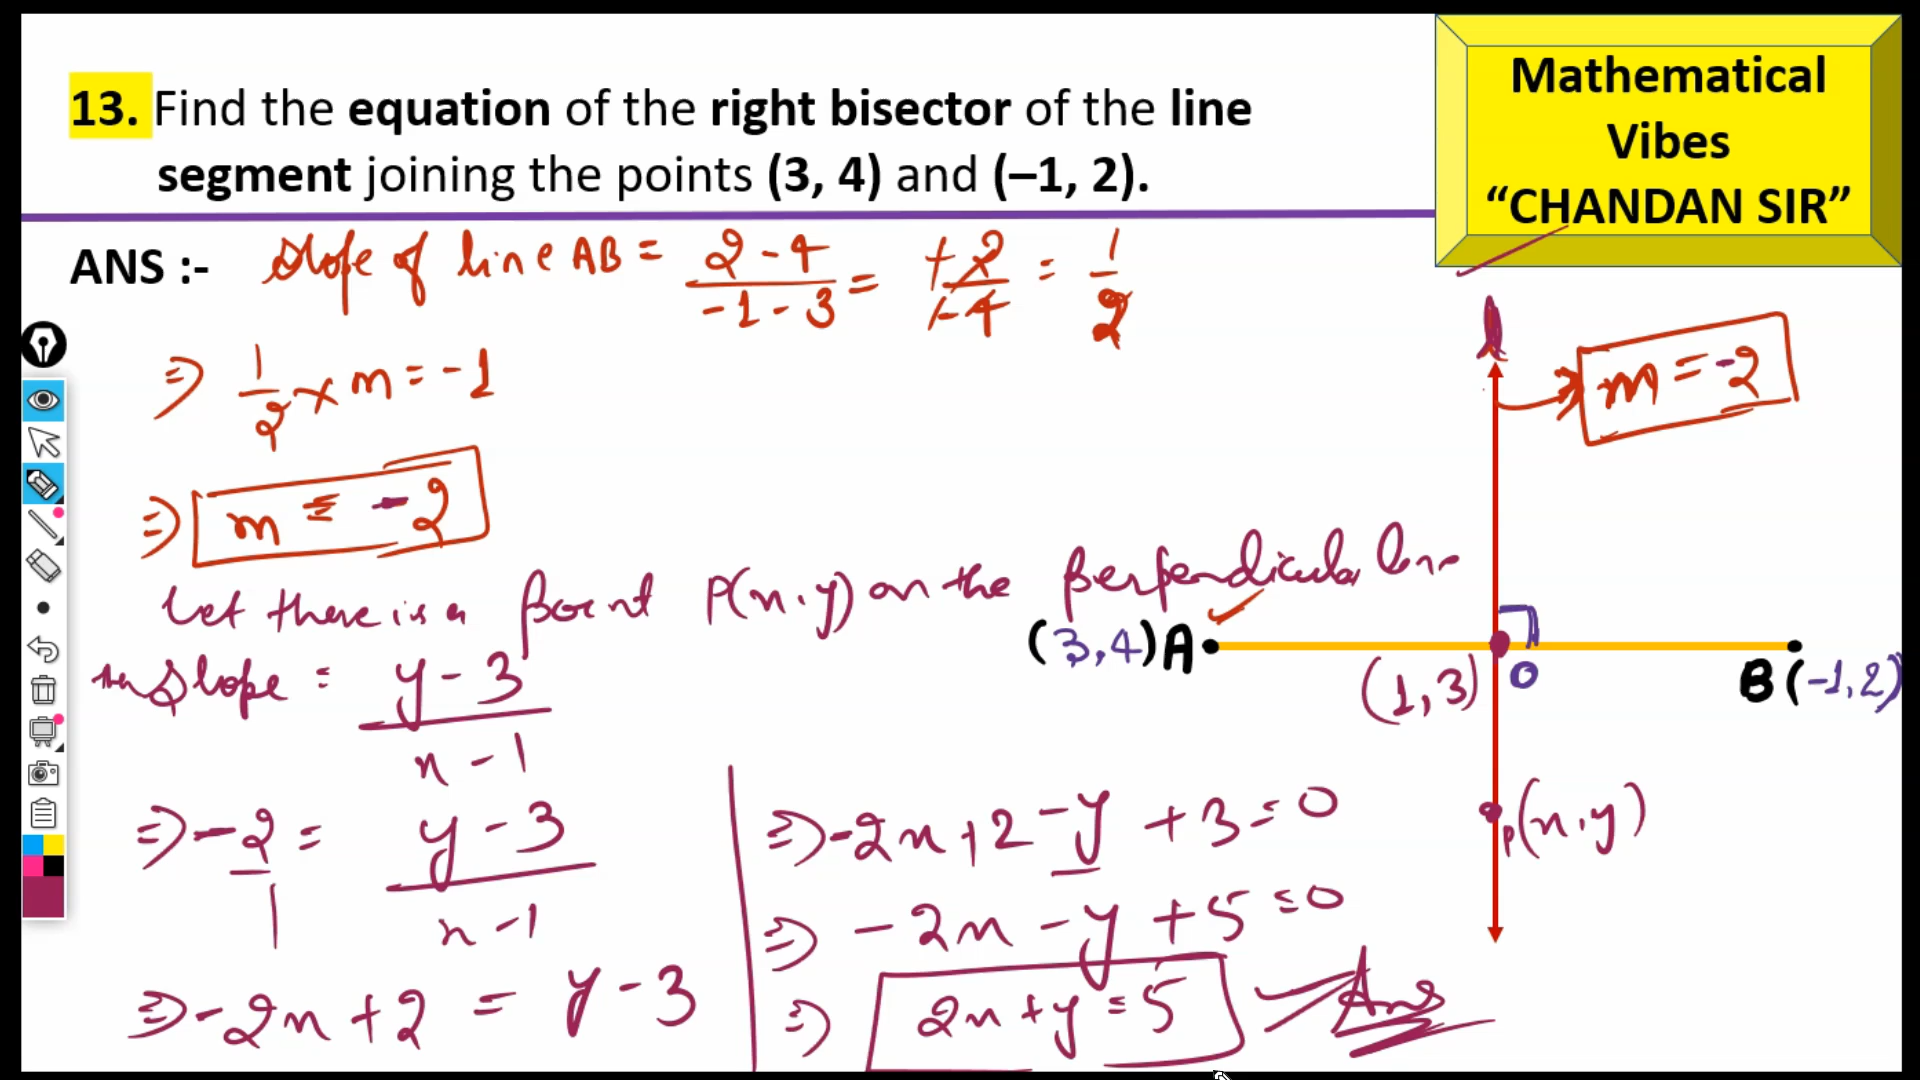 13. Find the equation of the right bisector of the line
segment joining the points (3, 4) and (–1, 2).
Mathematical
Vibes
“CHANDAN SIR”
ANS :- Slope of line AB = 2 - 4 / -1 - 3 = +2 / -4 = 1/2
⇒ 1/2 × m = -1
⇒ m = -2
Let there is a point P(x,y) on the perpendicular line
slope = y - 3 / x - 1
⇒ -2/1 = y - 3 / x - 1
⇒ -2x + 2 = y - 3
⇒ -2x + 2 - y + 3 = 0
⇒ -2x - y + 5 = 0
⇒ 2x + y = 5 Ans
l
m = -2
(3,4) A
(1,3) O
B (-1,2)
P(x,y)